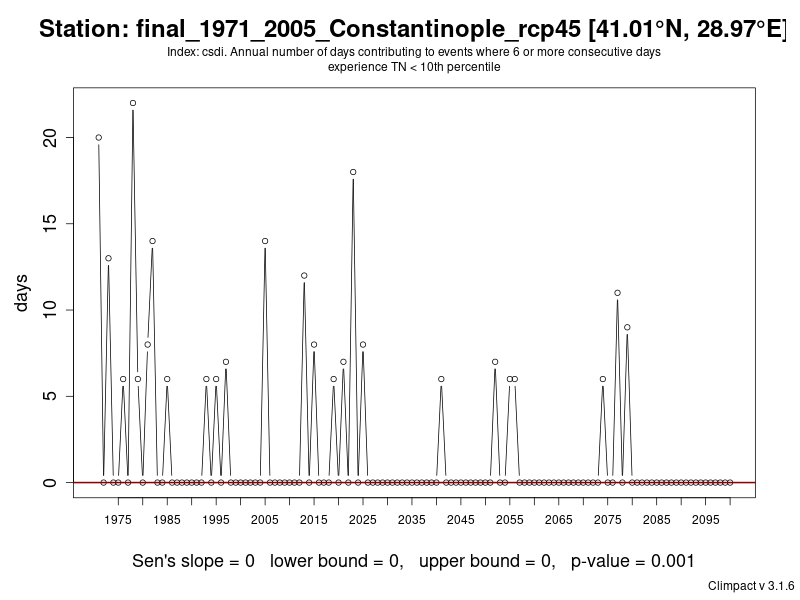 Station: final_1971_2005_Constantinople_rcp45 [41.01°N, 28.97°E]
Index: csdi. Annual number of days contributing to events where 6 or more consecutive days
experience TN < 10th percentile
20
15
10
5
0
days
1975 1985 1995 2005 2015 2025 2035 2045 2055 2065 2075 2085 2095
Sen's slope = 0 lower bound = 0, upper bound = 0, p-value = 0.001
Climpact v 3.1.6